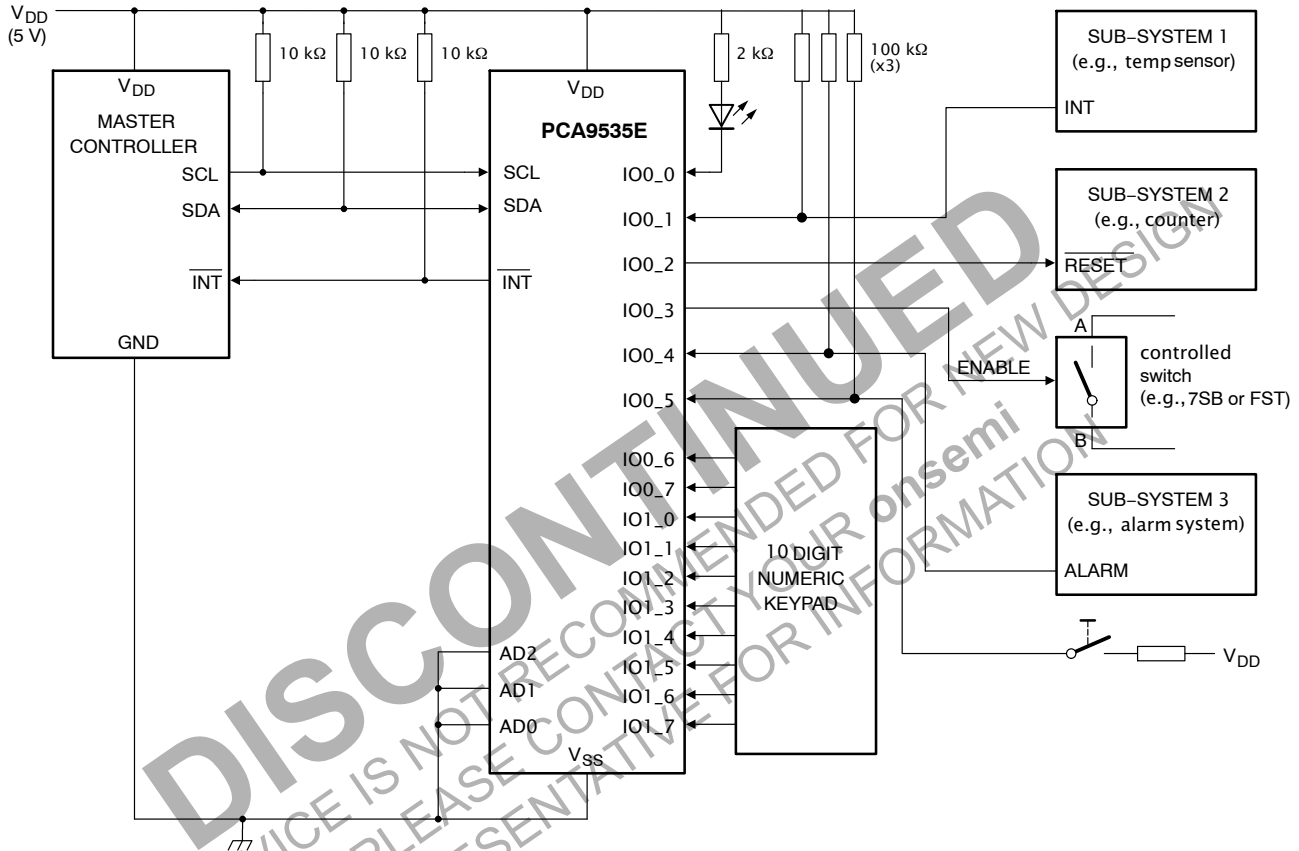 VDD
(5 V)
10 kΩ
10 kΩ
10 kΩ
2 kΩ
100 kΩ
(x3)
VDD
MASTER
CONTROLLER
SCL
SDA
INT
GND
VDD
PCA9535E
SCL
SDA
INT
AD2
AD1
AD0
VSS
IO0_0
IO0_1
IO0_2
IO0_3
IO0_4
IO0_5
IO0_6
IO0_7
IO1_0
IO1_1
IO1_2
IO1_3
IO1_4
IO1_5
IO1_6
IO1_7
10 DIGIT
NUMERIC
KEYPAD
SUB-SYSTEM 1
(e.g., temp sensor)
INT
SUB-SYSTEM 2
(e.g., counter)
RESET
A
ENABLE
B
controlled
switch
(e.g., 7SB or FST)
SUB-SYSTEM 3
(e.g., alarm system)
ALARM
VDD
DISCONTINUED
IS NOT RECOMMENDED FOR NEW DESIGN
PLEASE CONTACT YOUR onsemi
FOR INFORMATION